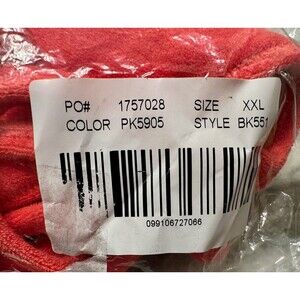 PO# 1757028 SIZE XXL
COLOR PK5905 STYLE BK551
099106727066